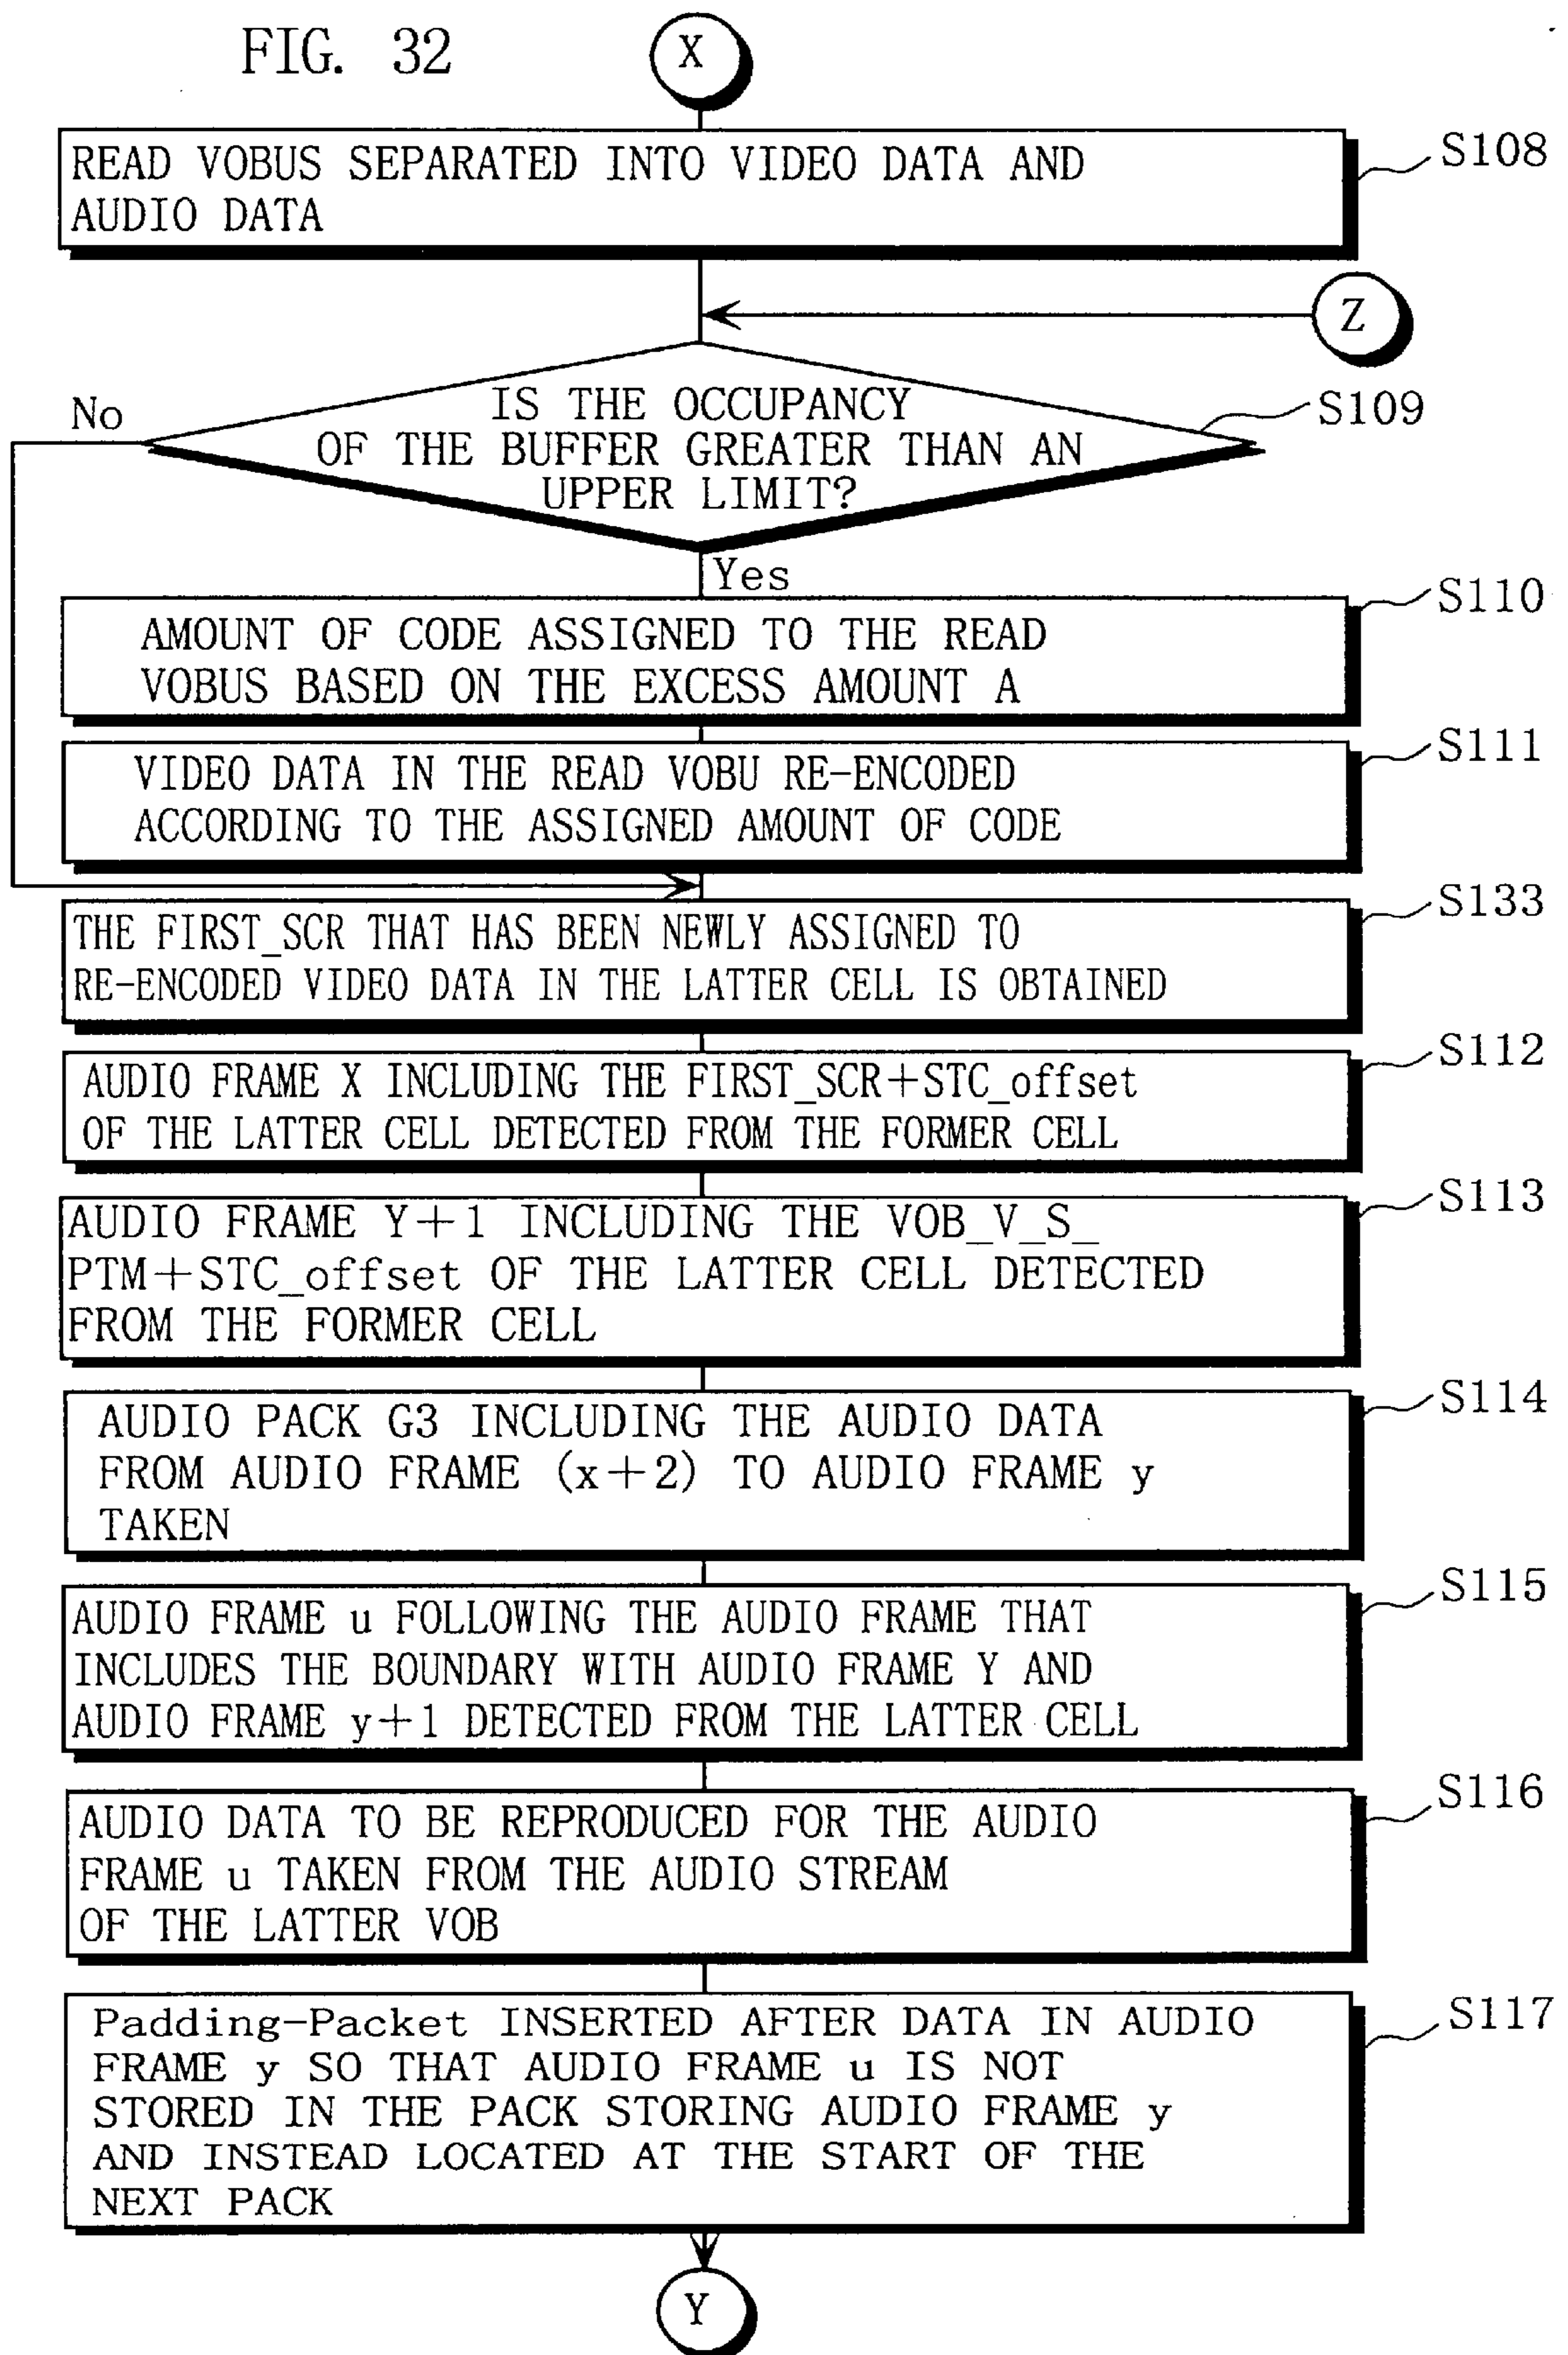 FIG. 32
X
READ VOBUS SEPARATED INTO VIDEO DATA AND
AUDIO DATA
S108
Z
IS THE OCCUPANCY
OF THE BUFFER GREATER THAN AN
UPPER LIMIT?
S109
No
Yes
AMOUNT OF CODE ASSIGNED TO THE READ
VOBUS BASED ON THE EXCESS AMOUNT A
S110
VIDEO DATA IN THE READ VOBU RE-ENCODED
ACCORDING TO THE ASSIGNED AMOUNT OF CODE
S111
THE FIRST_SCR THAT HAS BEEN NEWLY ASSIGNED TO
RE-ENCODED VIDEO DATA IN THE LATTER CELL IS OBTAINED
S133
AUDIO FRAME X INCLUDING THE FIRST_SCR+STC_offset
OF THE LATTER CELL DETECTED FROM THE FORMER CELL
S112
AUDIO FRAME Y+1 INCLUDING THE VOB_V_S_
PTM+STC_offset OF THE LATTER CELL DETECTED
FROM THE FORMER CELL
S113
AUDIO PACK G3 INCLUDING THE AUDIO DATA
FROM AUDIO FRAME (x+2) TO AUDIO FRAME y
TAKEN
S114
AUDIO FRAME u FOLLOWING THE AUDIO FRAME THAT
INCLUDES THE BOUNDARY WITH AUDIO FRAME Y AND
AUDIO FRAME y+1 DETECTED FROM THE LATTER CELL
S115
AUDIO DATA TO BE REPRODUCED FOR THE AUDIO
FRAME u TAKEN FROM THE AUDIO STREAM
OF THE LATTER VOB
S116
Padding-Packet INSERTED AFTER DATA IN AUDIO
FRAME y SO THAT AUDIO FRAME u IS NOT
STORED IN THE PACK STORING AUDIO FRAME y
AND INSTEAD LOCATED AT THE START OF THE
NEXT PACK
S117
Y